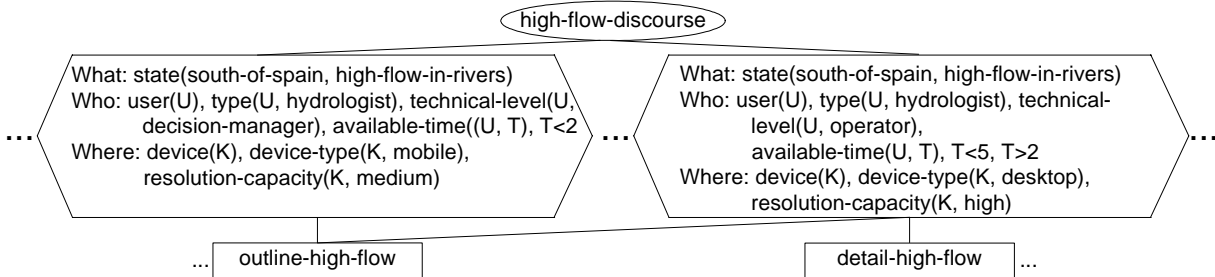 high-flow-discourse
What: state(south-of-spain, high-flow-in-rivers)
Who: user(U), type(U, hydrologist), technical-level(U,
decision-manager), available-time((U, T), T<2
Where: device(K), device-type(K, mobile),
resolution-capacity(K, medium)
What: state(south-of-spain, high-flow-in-rivers)
Who: user(U), type(U, hydrologist), technical-
level(U, operator),
available-time(U, T), T<5, T>2
Where: device(K), device-type(K, desktop),
resolution-capacity(K, high)
... ... ...
... outline-high-flow
detail-high-flow ...